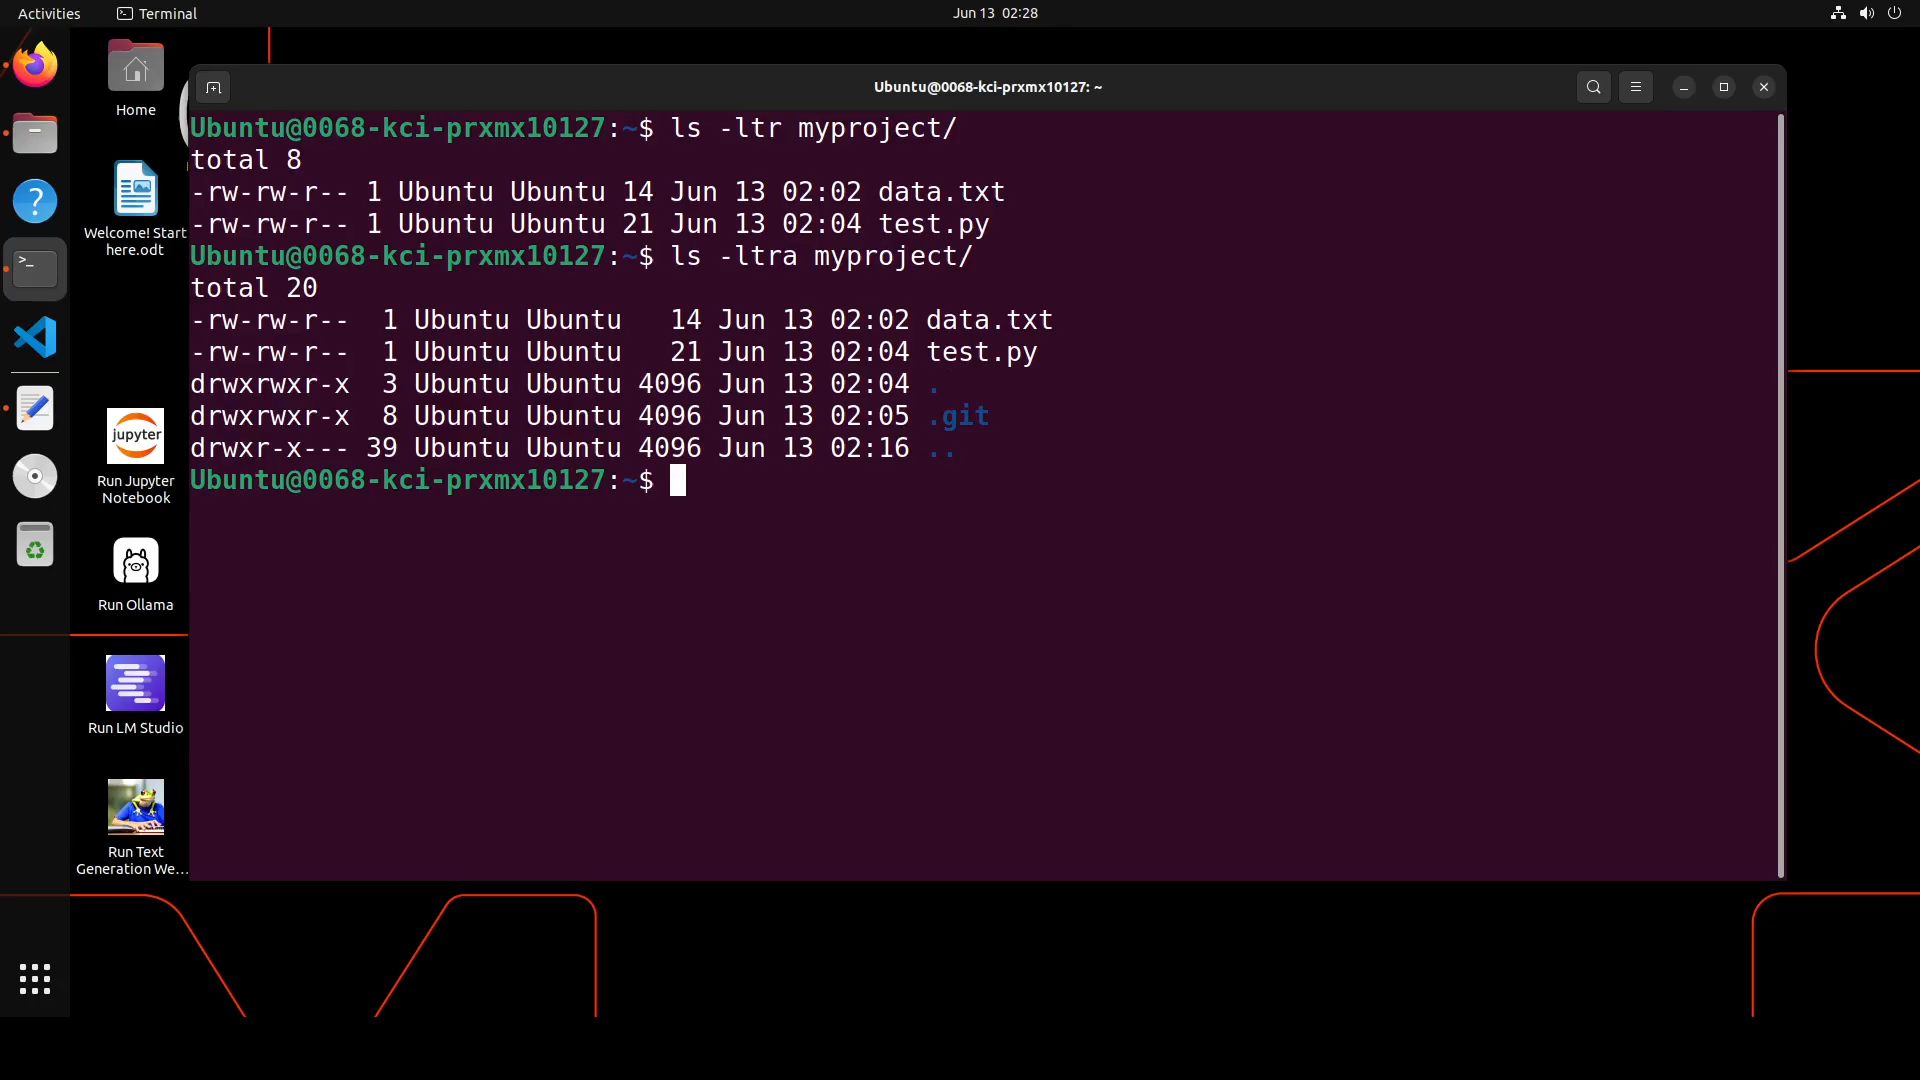 Activities
Terminal
Jun 13 02:28
Home
Welcome! Start
here.odt
jupyter
Run Jupyter
Notebook
Run Ollama
Run LM Studio
Run Text
Generation We...
Ubuntu@0068-kci-prxmx10127: ~
Ubuntu@0068-kci-prxmx10127:~$ ls -ltr myproject/
total 8
-rw-rw-r-- 1 Ubuntu Ubuntu 14 Jun 13 02:02 data.txt
-rw-rw-r-- 1 Ubuntu Ubuntu 21 Jun 13 02:04 test.py
Ubuntu@0068-kci-prxmx10127:~$ ls -ltra myproject/
total 20
-rw-rw-r--  1 Ubuntu Ubuntu   14 Jun 13 02:02 data.txt
-rw-rw-r--  1 Ubuntu Ubuntu   21 Jun 13 02:04 test.py
drwxrwxr-x  3 Ubuntu Ubuntu 4096 Jun 13 02:04 .
drwxrwxr-x  8 Ubuntu Ubuntu 4096 Jun 13 02:05 .git
drwxr-x--- 39 Ubuntu Ubuntu 4096 Jun 13 02:16 ..
Ubuntu@0068-kci-prxmx10127:~$